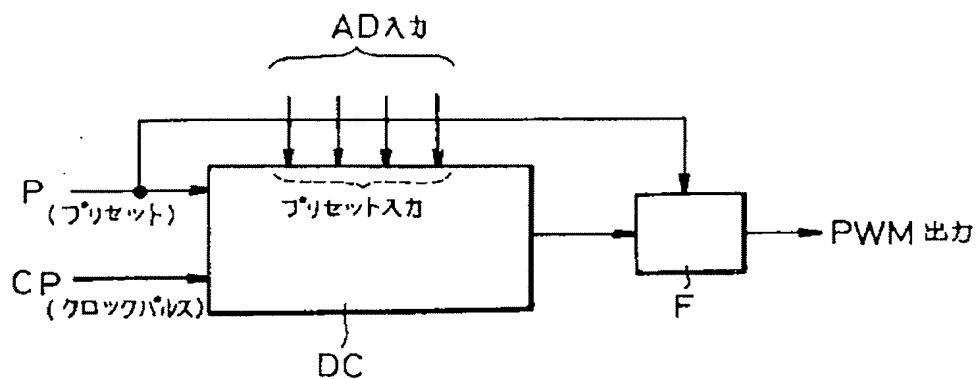 AD入力
P
(プリセット)
プリセット入力
PWM 出力
CP
(クロックパルス)
F
DC